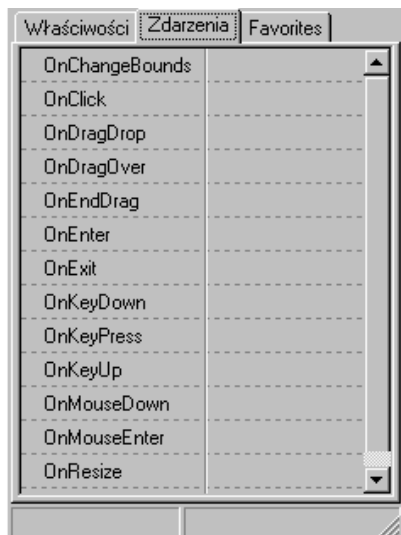 Właściwości Zdarzenia Favorites
OnChangeBounds
OnClick
OnDragDrop
OnDragOver
OnEndDrag
OnEnter
OnExit
OnKeyDown
OnKeyPress
OnKeyUp
OnMouseDown
OnMouseEnter
OnResize